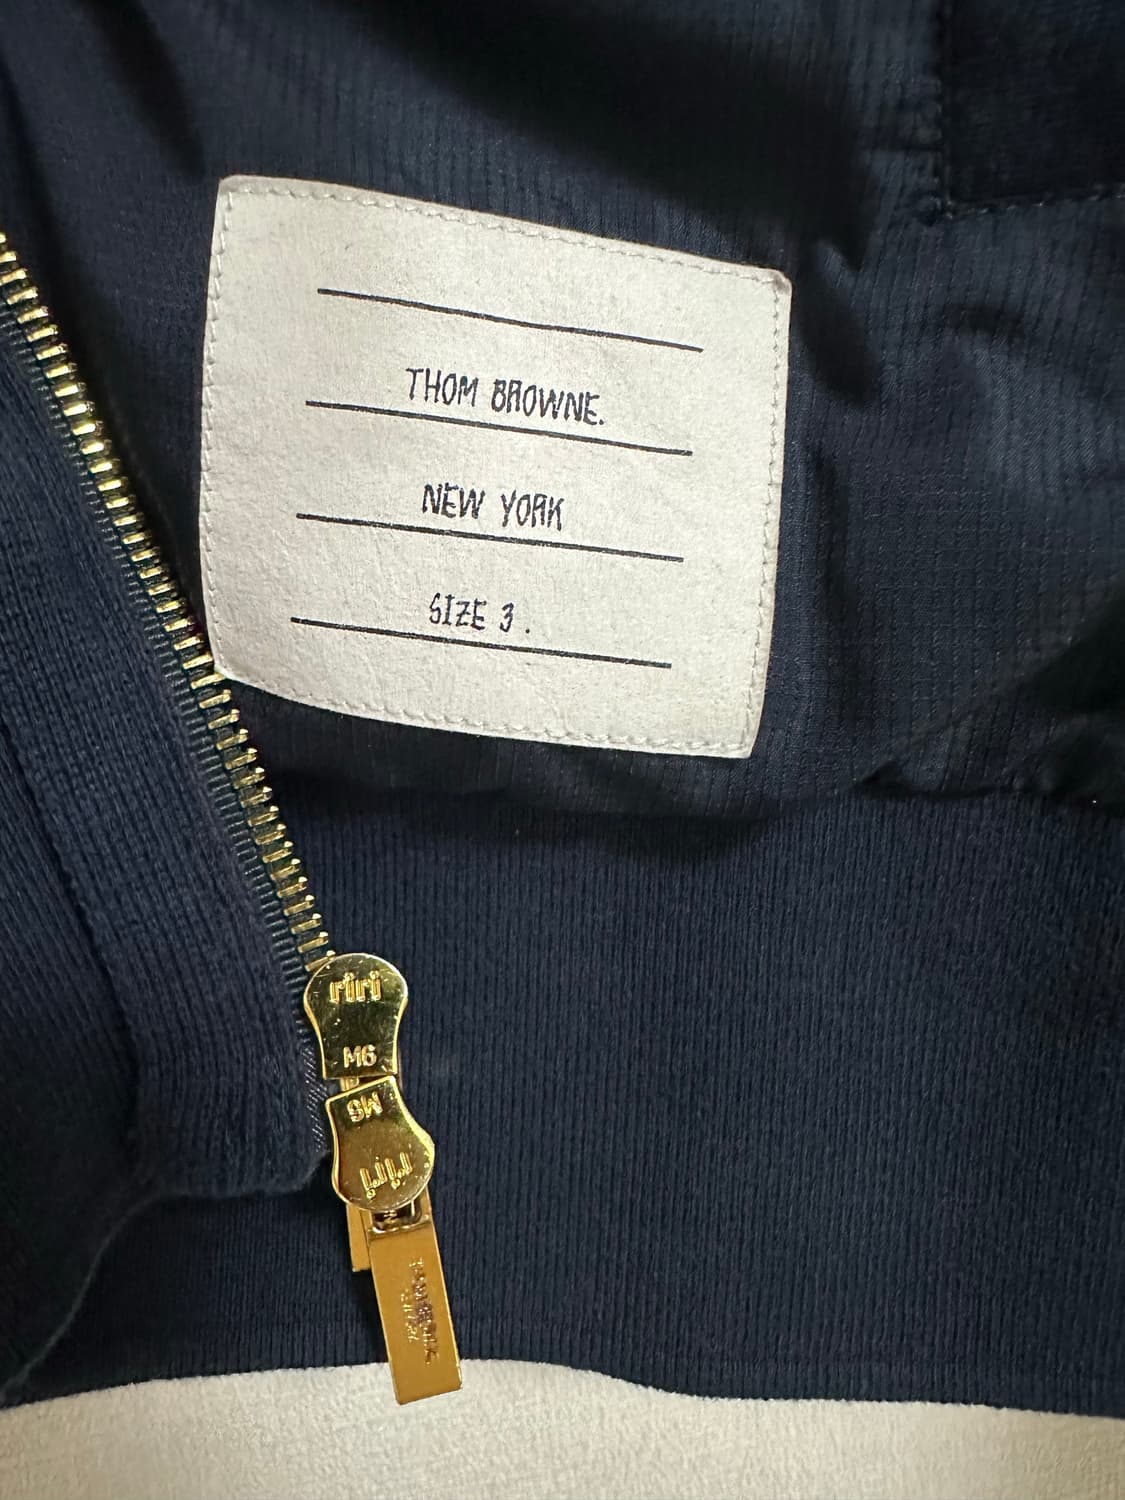 THOM BROWNE.
NEW YORK
SIZE 3.
riri
M6
M6
riri